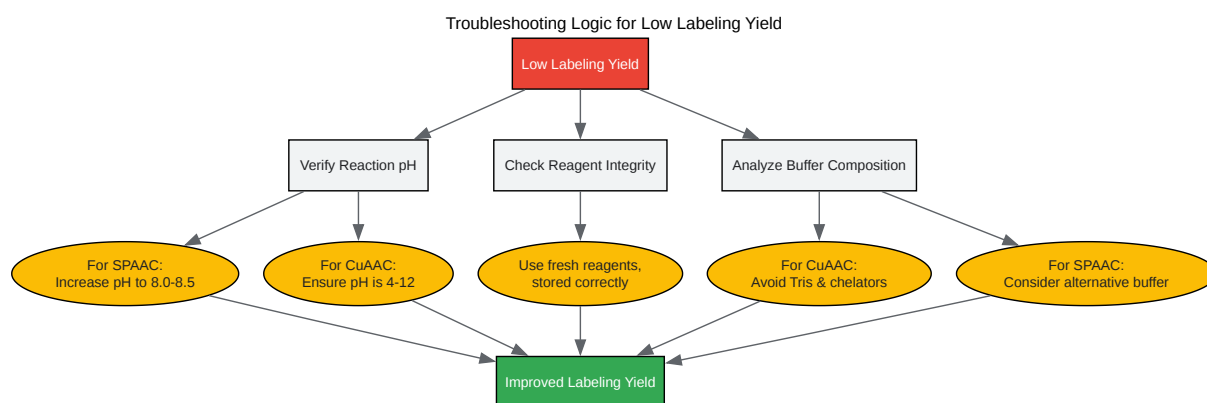 Troubleshooting Logic for Low Labeling Yield
Low Labeling Yield
Verify Reaction pH
Check Reagent Integrity
Analyze Buffer Composition
For SPAAC:
Increase pH to 8.0-8.5
For CuAAC:
Ensure pH is 4-12
Use fresh reagents,
stored correctly
For CuAAC:
Avoid Tris & chelators
For SPAAC:
Consider alternative buffer
Improved Labeling Yield